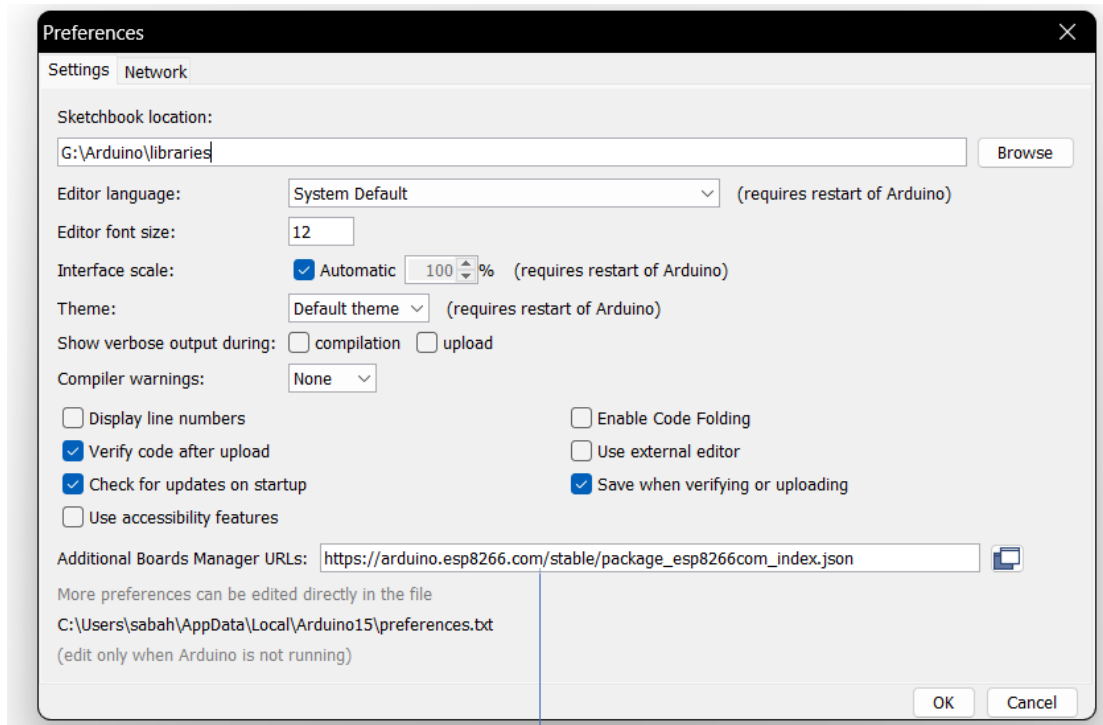 Preferences
Settings Network
Sketchbook location:
G:\Arduino\libraries Browse
Editor language: System Default (requires restart of Arduino)
Editor font size: 12
Interface scale: Automatic 100 % (requires restart of Arduino)
Theme: Default theme (requires restart of Arduino)
Show verbose output during: compilation upload
Compiler warnings: None
Display line numbers Enable Code Folding
Verify code after upload Use external editor
Check for updates on startup Save when verifying or uploading
Use accessibility features
Additional Boards Manager URLs: https://arduino.esp8266.com/stable/package_esp8266com_index.json
More preferences can be edited directly in the file
C:\Users\sabah\AppData\Local\Arduino15\preferences.txt
(edit only when Arduino is not running)
OK Cancel